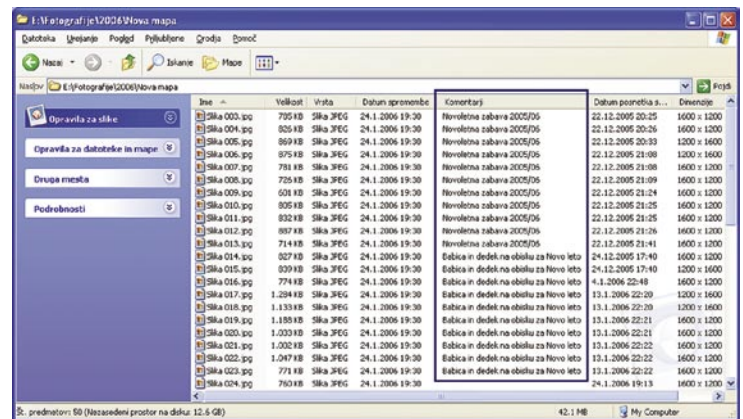 E:\Fotografije\2006\Nova mapa
Datoteka Urejanje Pogled Priljubljene Orodja Pomoč
Nazaj Iskanje Mape
Naslov E:\Fotografije\2006\Nova mapa Pojdi
Ime Velikost Vrsta Datum spremembe Komentarji Datum posnetka s... Dimenzije
Opravila za slike
Opravila za datoteke in mape
Druga mesta
Podrobnosti
Slika 003.jpg 785 KB Slika JPEG 24.1.2006 19:30 Novoletna zabava 2005/06 22.12.2005 20:25 1600 x 1200
Slika 004.jpg 826 KB Slika JPEG 24.1.2006 19:30 Novoletna zabava 2005/06 22.12.2005 20:26 1600 x 1200
Slika 005.jpg 869 KB Slika JPEG 24.1.2006 19:30 Novoletna zabava 2005/06 22.12.2005 20:33 1600 x 1200
Slika 006.jpg 875 KB Slika JPEG 24.1.2006 19:30 Novoletna zabava 2005/06 22.12.2005 21:08 1600 x 1200
Slika 007.jpg 781 KB Slika JPEG 24.1.2006 19:30 Novoletna zabava 2005/06 22.12.2005 21:08 1600 x 1200
Slika 008.jpg 725 KB Slika JPEG 24.1.2006 19:30 Novoletna zabava 2005/06 22.12.2005 21:09 1600 x 1200
Slika 009.jpg 601 KB Slika JPEG 24.1.2006 19:30 Novoletna zabava 2005/06 22.12.2005 21:24 1600 x 1200
Slika 010.jpg 805 KB Slika JPEG 24.1.2006 19:30 Novoletna zabava 2005/06 22.12.2005 21:25 1600 x 1200
Slika 011.jpg 832 KB Slika JPEG 24.1.2006 19:30 Novoletna zabava 2005/06 22.12.2005 21:25 1600 x 1200
Slika 012.jpg 887 KB Slika JPEG 24.1.2006 19:30 Novoletna zabava 2005/06 22.12.2005 21:26 1600 x 1200
Slika 013.jpg 714 KB Slika JPEG 24.1.2006 19:30 Novoletna zabava 2005/06 22.12.2005 21:41 1600 x 1200
Slika 014.jpg 827 KB Slika JPEG 24.1.2006 19:30 Babica in dedek na obisku za Novo leto 24.12.2005 17:40 1600 x 1200
Slika 015.jpg 839 KB Slika JPEG 24.1.2006 19:30 Babica in dedek na obisku za Novo leto 24.12.2005 17:40 1600 x 1200
Slika 016.jpg 774 KB Slika JPEG 24.1.2006 19:30 Babica in dedek na obisku za Novo leto 4.1.2006 22:48 1600 x 1200
Slika 017.jpg 1.284 KB Slika JPEG 24.1.2006 19:30 Babica in dedek na obisku za Novo leto 13.1.2006 22:20 1200 x 1600
Slika 018.jpg 1.133 KB Slika JPEG 24.1.2006 19:30 Babica in dedek na obisku za Novo leto 13.1.2006 22:20 1200 x 1600
Slika 019.jpg 1.188 KB Slika JPEG 24.1.2006 19:30 Babica in dedek na obisku za Novo leto 13.1.2006 22:21 1600 x 1200
Slika 020.jpg 1.033 KB Slika JPEG 24.1.2006 19:30 Babica in dedek na obisku za Novo leto 13.1.2006 22:21 1600 x 1200
Slika 021.jpg 1.002 KB Slika JPEG 24.1.2006 19:30 Babica in dedek na obisku za Novo leto 13.1.2006 22:22 1600 x 1200
Slika 022.jpg 1.047 KB Slika JPEG 24.1.2006 19:30 Babica in dedek na obisku za Novo leto 13.1.2006 22:22 1600 x 1200
Slika 023.jpg 771 KB Slika JPEG 24.1.2006 19:30 Babica in dedek na obisku za Novo leto 13.1.2006 22:22 1600 x 1200
Slika 024.jpg 760 KB Slika JPEG 24.1.2006 19:30 24.1.2006 19:13 1600 x 1200
Št. predmetov: 50 (Nezasedeni prostor na disku: 12.6 GB) 42.1 MB My Computer